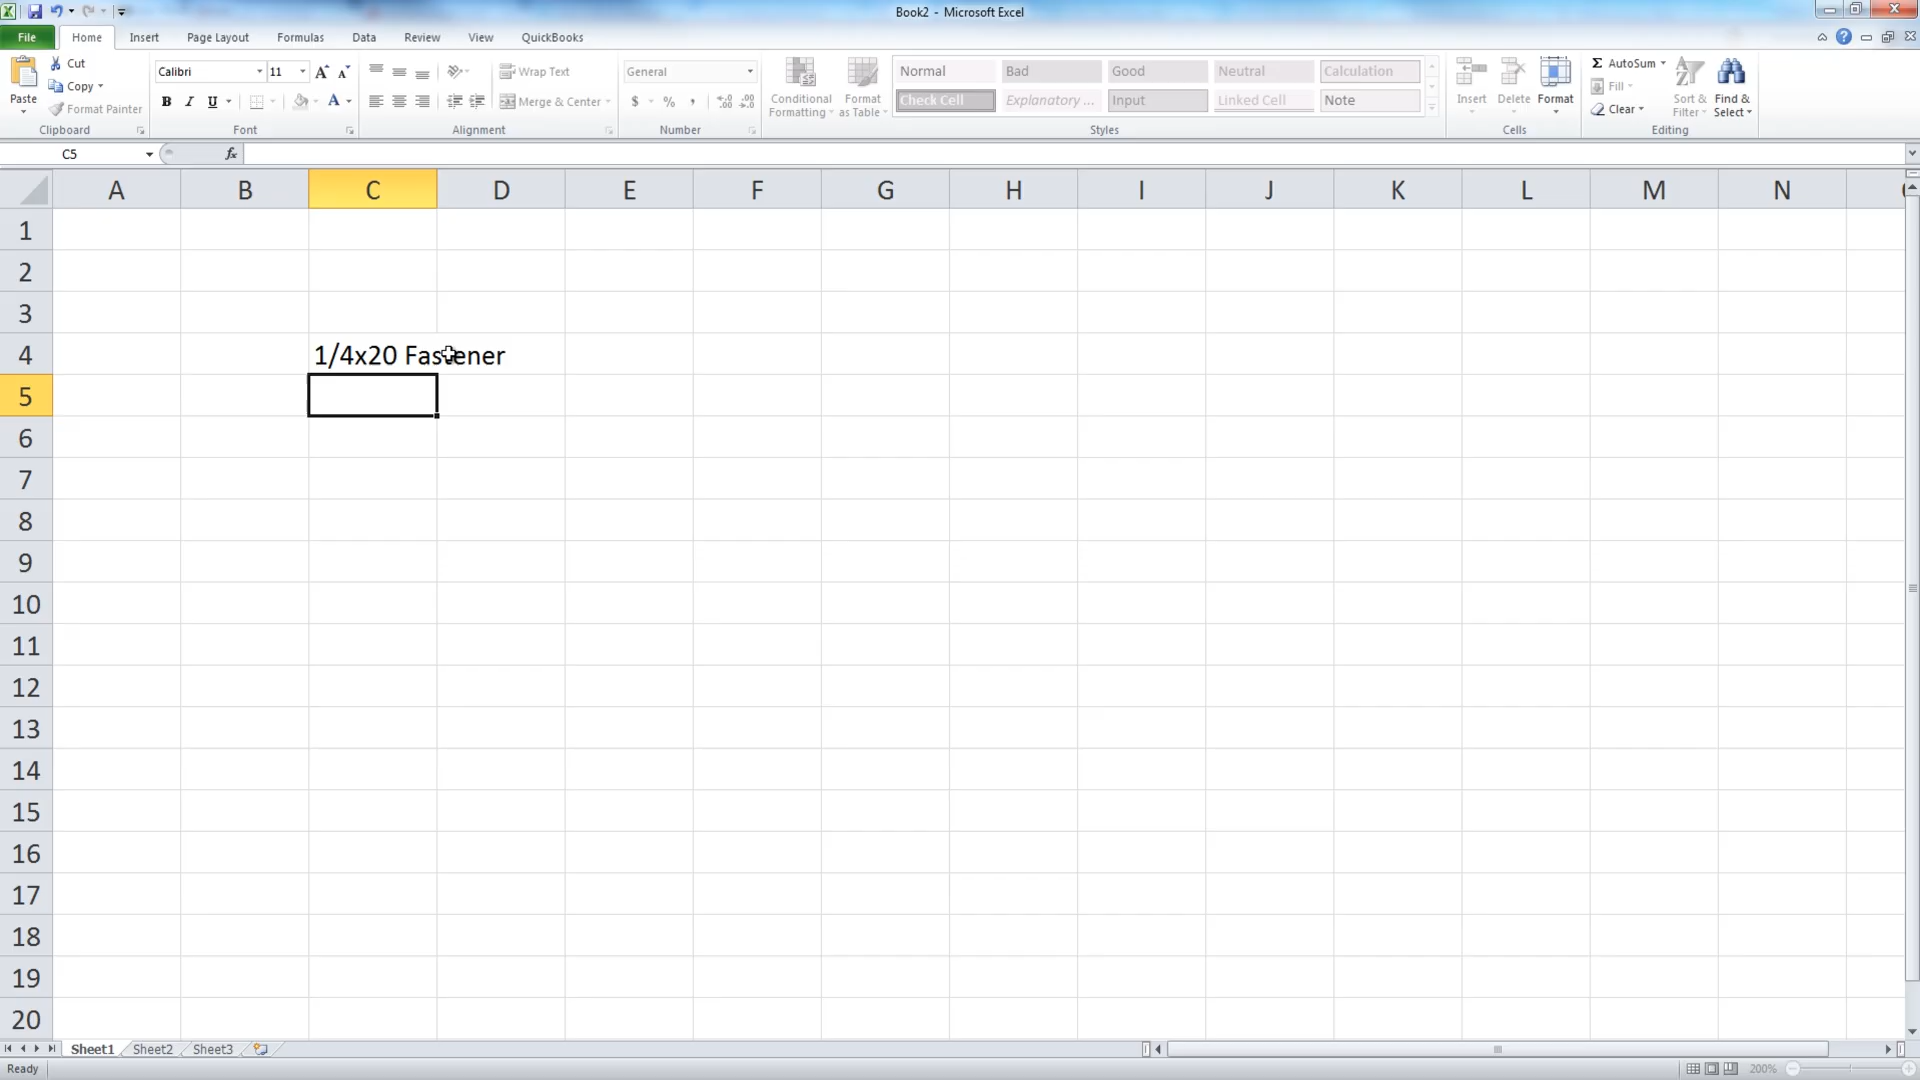 Book2 - Microsoft Excel
File Home Insert Page Layout Formulas Data Review View QuickBooks
Paste
Cut
Copy
Format Painter
Clipboard
Calibri 11
B I U
Font
Wrap Text
Merge & Center
Alignment
General
$ % ,
Number
Conditional Formatting
Format as Table
Normal Bad Good Neutral Calculation
Check Cell Explanatory ... Input Linked Cell Note
Styles
Insert Delete Format
Cells
Σ AutoSum
Fill
Clear
Sort & Filter
Find & Select
Editing
C5 fx
A B C D E F G H I J K L M N
1
2
3
4 1/4x20 Fastener
5
6
7
8
9
10
11
12
13
14
15
16
17
18
19
20
Sheet1 Sheet2 Sheet3
Ready 200%